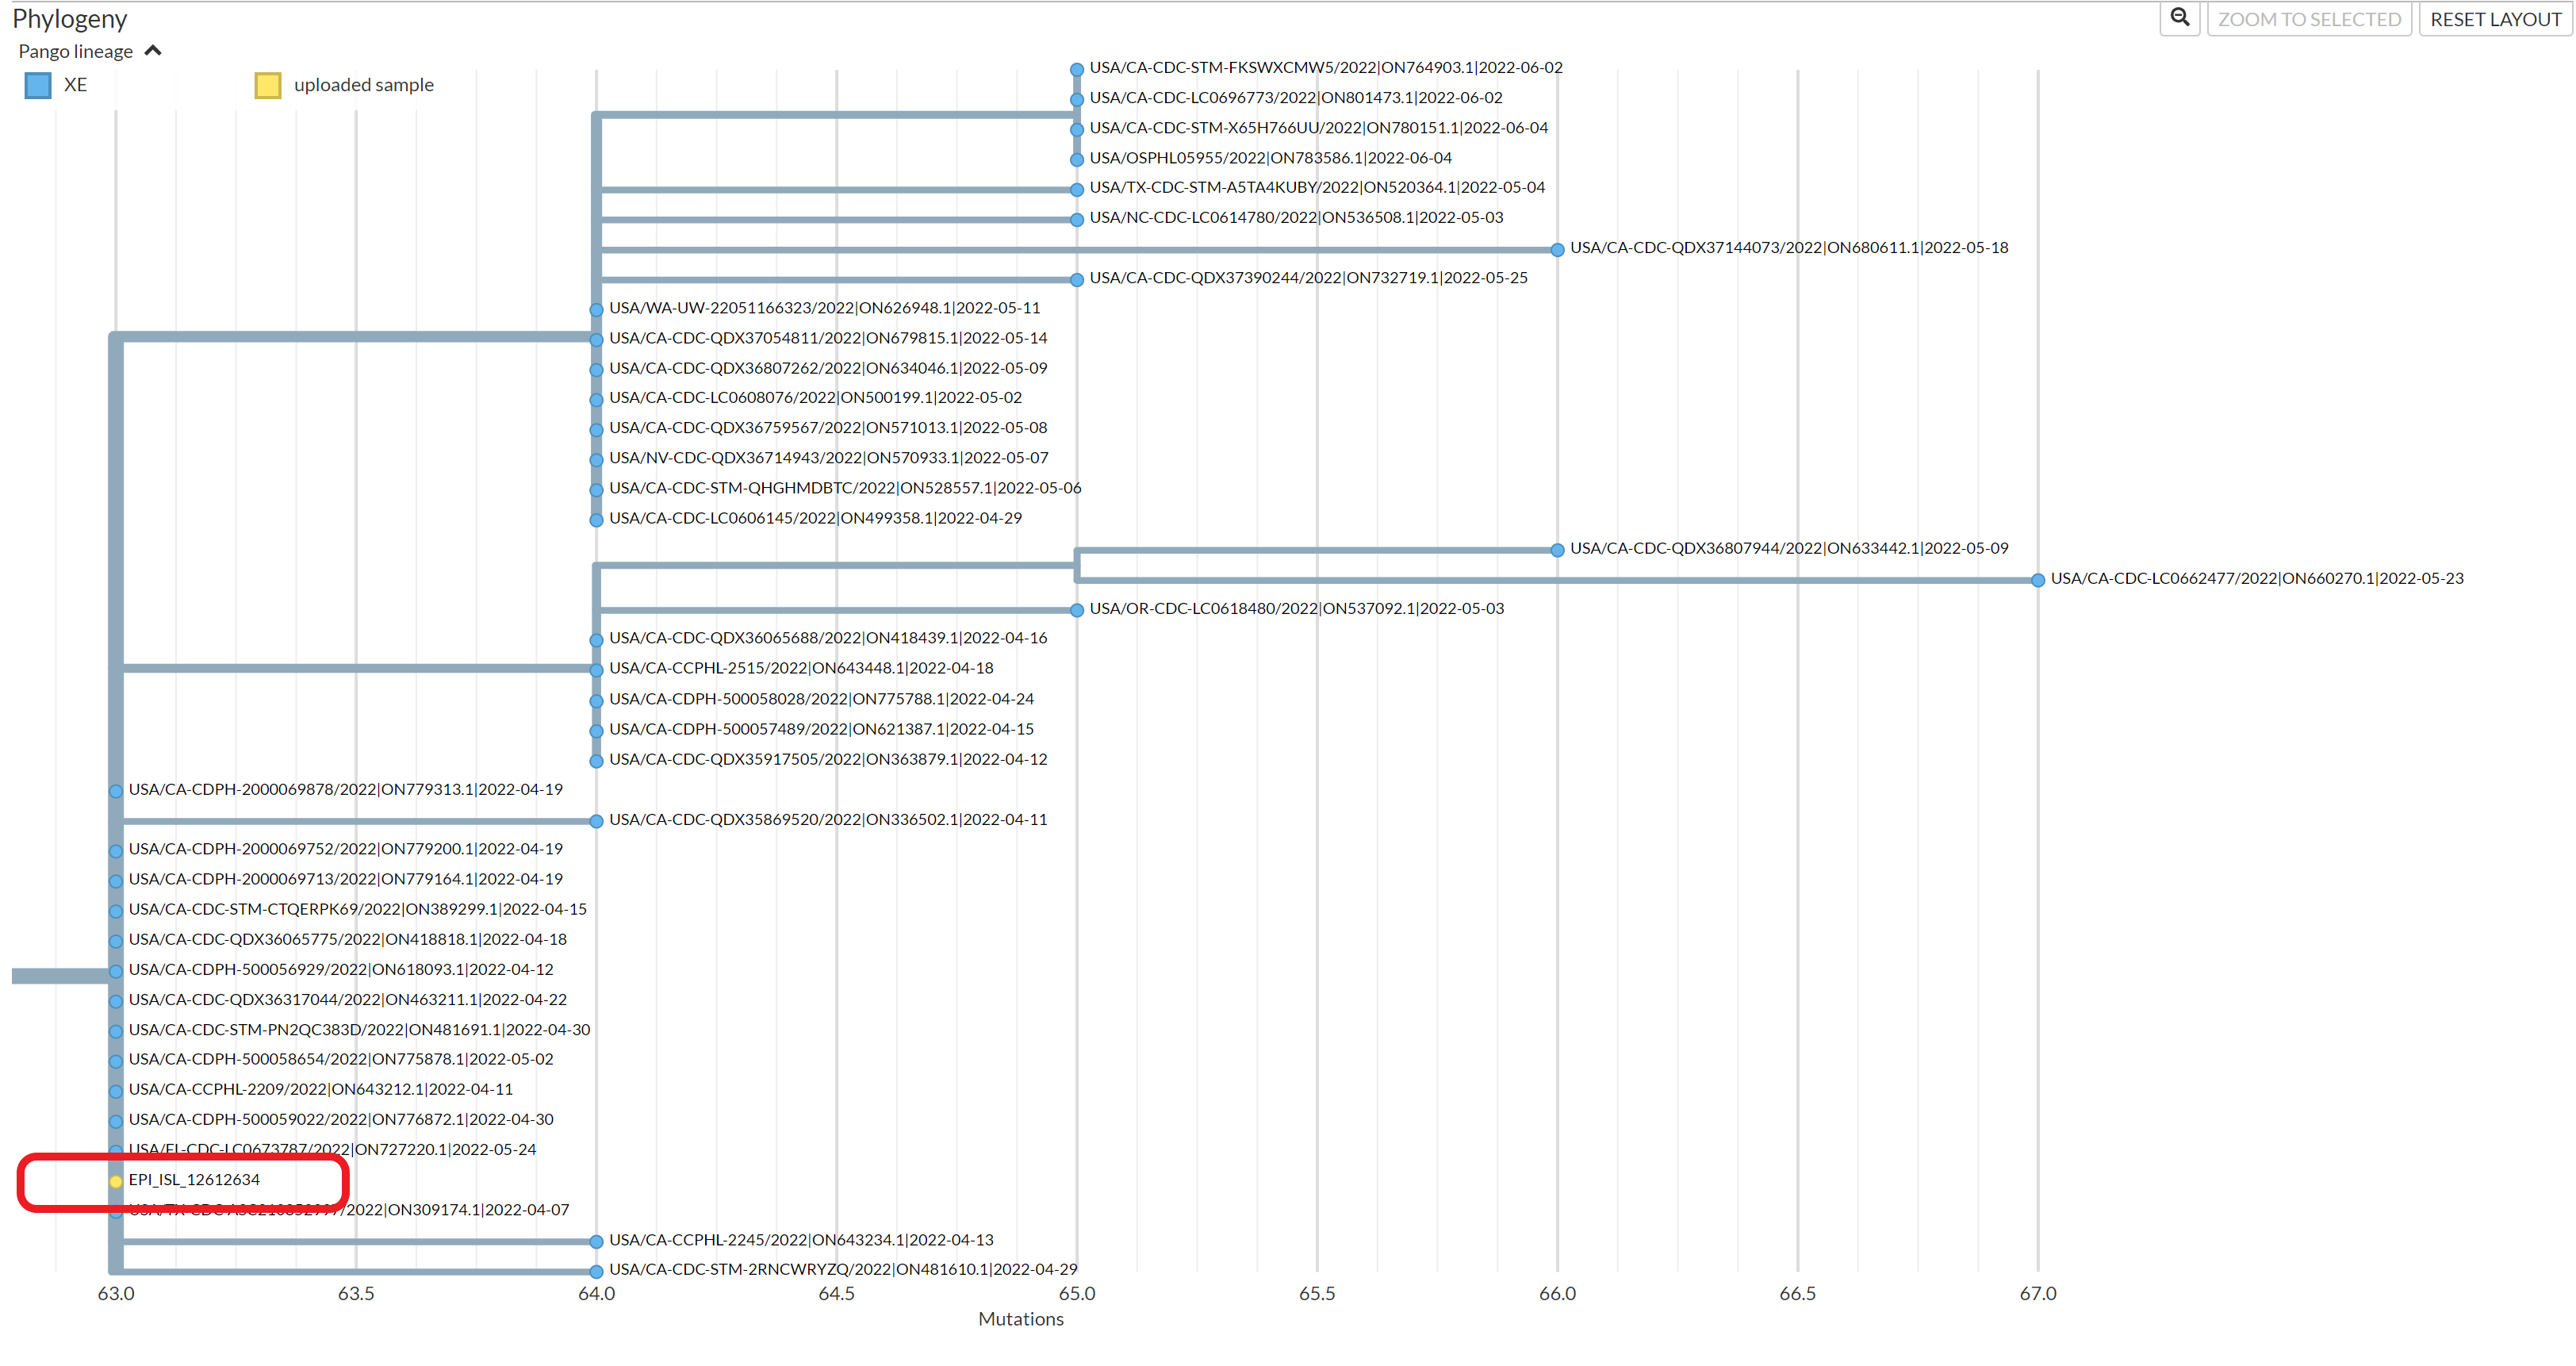 Phylogeny
ZOOM TO SELECTED
RESET LAYOUT
Pango lineage
XE
uploaded sample
USA/CA-CDC-STM-FKSWXCMW5/2022|ON764903.1|2022-06-02
USA/CA-CDC-LC0696773/2022|ON801473.1|2022-06-02
USA/CA-CDC-STM-X65H766UU/2022|ON780151.1|2022-06-04
USA/OSPHL05955/2022|ON783586.1|2022-06-04
USA/TX-CDC-STM-A5TA4KUBY/2022|ON520364.1|2022-05-04
USA/NC-CDC-LC0614780/2022|ON536508.1|2022-05-03
USA/CA-CDC-QDX37144073/2022|ON680611.1|2022-05-18
USA/CA-CDC-QDX37390244/2022|ON732719.1|2022-05-25
USA/WA-UW-22051166323/2022|ON626948.1|2022-05-11
USA/CA-CDC-QDX37054811/2022|ON679815.1|2022-05-14
USA/CA-CDC-QDX36807262/2022|ON634046.1|2022-05-09
USA/CA-CDC-LC0608076/2022|ON500199.1|2022-05-02
USA/CA-CDC-QDX36759567/2022|ON571013.1|2022-05-08
USA/NV-CDC-QDX36714943/2022|ON570933.1|2022-05-07
USA/CA-CDC-STM-QHGHMDBTC/2022|ON528557.1|2022-05-06
USA/CA-CDC-LC0606145/2022|ON499358.1|2022-04-29
USA/CA-CDC-QDX36807944/2022|ON633442.1|2022-05-09
USA/CA-CDC-LC0662477/2022|ON660270.1|2022-05-23
USA/OR-CDC-LC0618480/2022|ON537092.1|2022-05-03
USA/CA-CDC-QDX36065688/2022|ON418439.1|2022-04-16
USA/CA-CCPHL-2515/2022|ON643448.1|2022-04-18
USA/CA-CDPH-500058028/2022|ON775788.1|2022-04-24
USA/CA-CDPH-500057489/2022|ON621387.1|2022-04-15
USA/CA-CDC-QDX35917505/2022|ON363879.1|2022-04-12
USA/CA-CDPH-2000069878/2022|ON779313.1|2022-04-19
USA/CA-CDC-QDX35869520/2022|ON336502.1|2022-04-11
USA/CA-CDPH-2000069752/2022|ON779200.1|2022-04-19
USA/CA-CDPH-2000069713/2022|ON779164.1|2022-04-19
USA/CA-CDC-STM-CTQERPK69/2022|ON389299.1|2022-04-15
USA/CA-CDC-QDX36065775/2022|ON418818.1|2022-04-18
USA/CA-CDPH-500056929/2022|ON618093.1|2022-04-12
USA/CA-CDC-QDX36317044/2022|ON463211.1|2022-04-22
USA/CA-CDC-STM-PN2QC383D/2022|ON481691.1|2022-04-30
USA/CA-CDPH-500058654/2022|ON775878.1|2022-05-02
USA/CA-CCPHL-2209/2022|ON643212.1|2022-04-11
USA/CA-CDPH-500059022/2022|ON776872.1|2022-04-30
USA/FL-CDC-LC0673787/2022|ON727220.1|2022-05-24
EPI_ISL_12612634
/2022|ON309174.1|2022-04-07
USA/CA-CCPHL-2245/2022|ON643234.1|2022-04-13
USA/CA-CDC-STM-2RNCWRYZQ/2022|ON481610.1|2022-04-29
63.0 63.5 64.0 64.5 65.0 65.5 66.0 66.5 67.0
Mutations